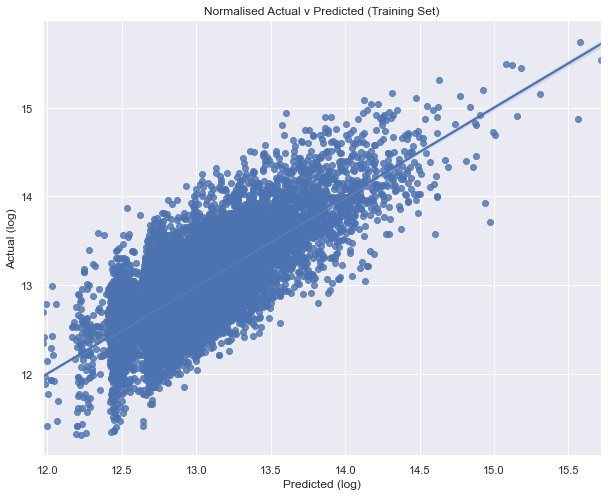 Normalised Actual v Predicted (Training Set)
15
14
13
12
Actual (log)
12.0 12.5 13.0 13.5 14.0 14.5 15.0 15.5
Predicted (log)